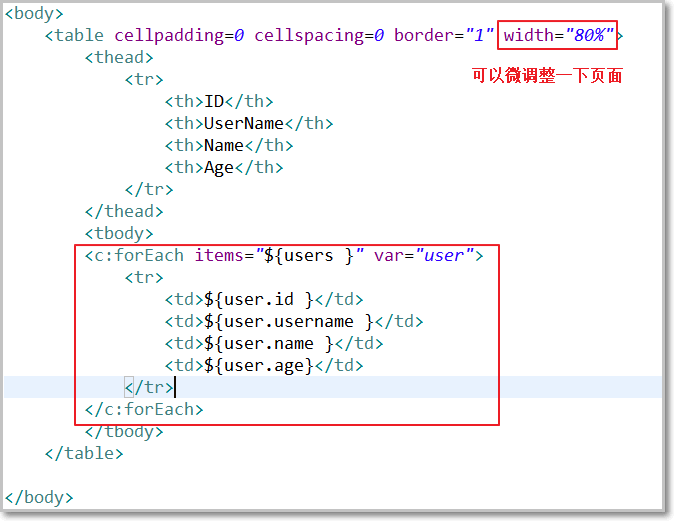 <body>
<table cellpadding=0 cellspacing=0 border="1" width="80%">
可以微调整一下页面
<thead>
<tr>
<th>ID</th>
<th>UserName</th>
<th>Name</th>
<th>Age</th>
</tr>
</thead>
<tbody>
<c:forEach items="${users }" var="user">
<tr>
<td>${user.id }</td>
<td>${user.username }</td>
<td>${user.name }</td>
<td>${user.age}</td>
</tr>
</c:forEach>
</tbody>
</table>
</body>